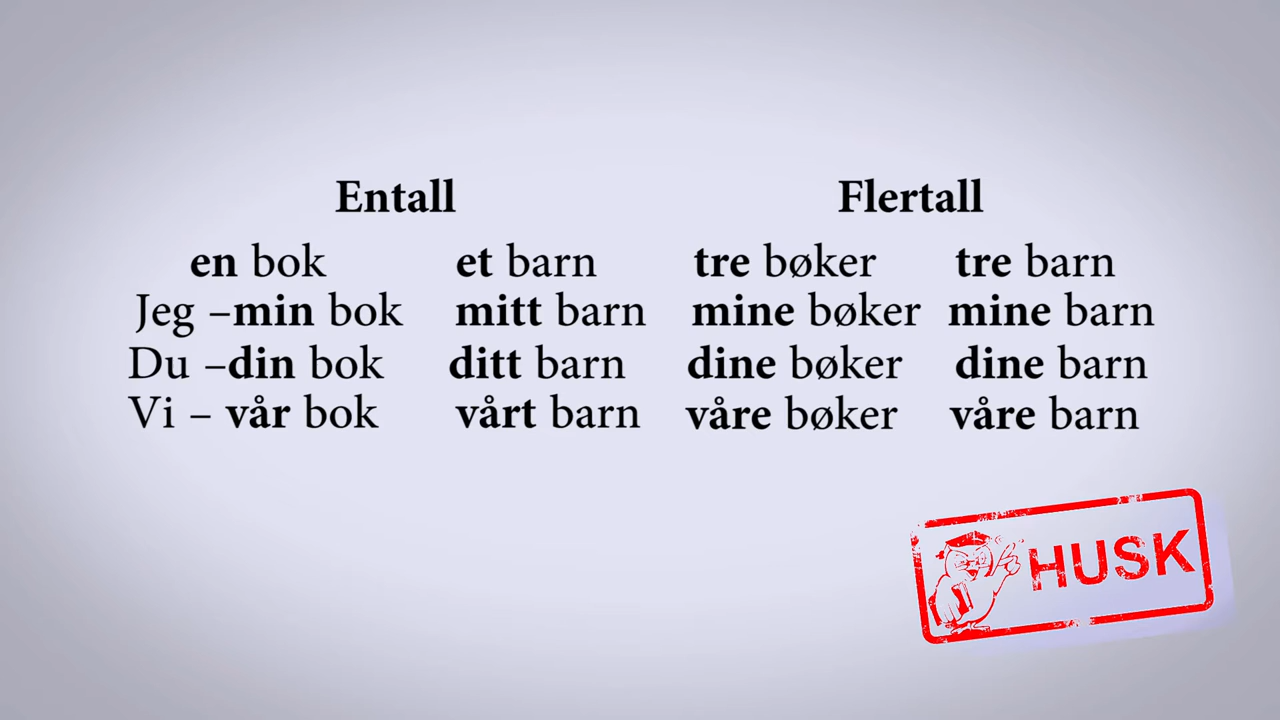 Entall Flertall
en bok et barn tre bøker tre barn
Jeg –min bok mitt barn mine bøker mine barn
Du –din bok ditt barn dine bøker dine barn
Vi – vår bok vårt barn våre bøker våre barn
HUSK